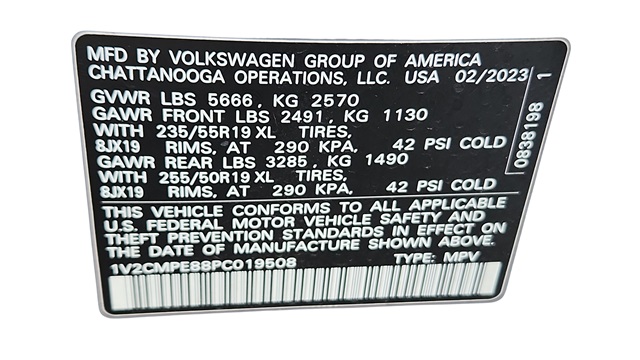 MFD BY VOLKSWAGEN GROUP OF AMERICA
CHATTANOOGA OPERATIONS, LLC. USA 02/2023
GVWR LBS 5666, KG 2570
GAWR FRONT LBS 2491, KG 1130
WITH 235/55R19 XL TIRES,
8JX19 RIMS, AT 290 KPA, 42 PSI COLD
GAWR REAR LBS 3285, KG 1490
WITH 255/50R19 XL TIRES,
8JX19 RIMS, AT 290 KPA, 42 PSI COLD
THIS VEHICLE CONFORMS TO ALL APPLICABLE
U.S. FEDERAL MOTOR VEHICLE SAFETY AND
THEFT PREVENTION STANDARDS IN EFFECT ON
THE DATE OF MANUFACTURE SHOWN ABOVE.
1V2CMPE88PC019508 TYPE: MPV
0838198 1